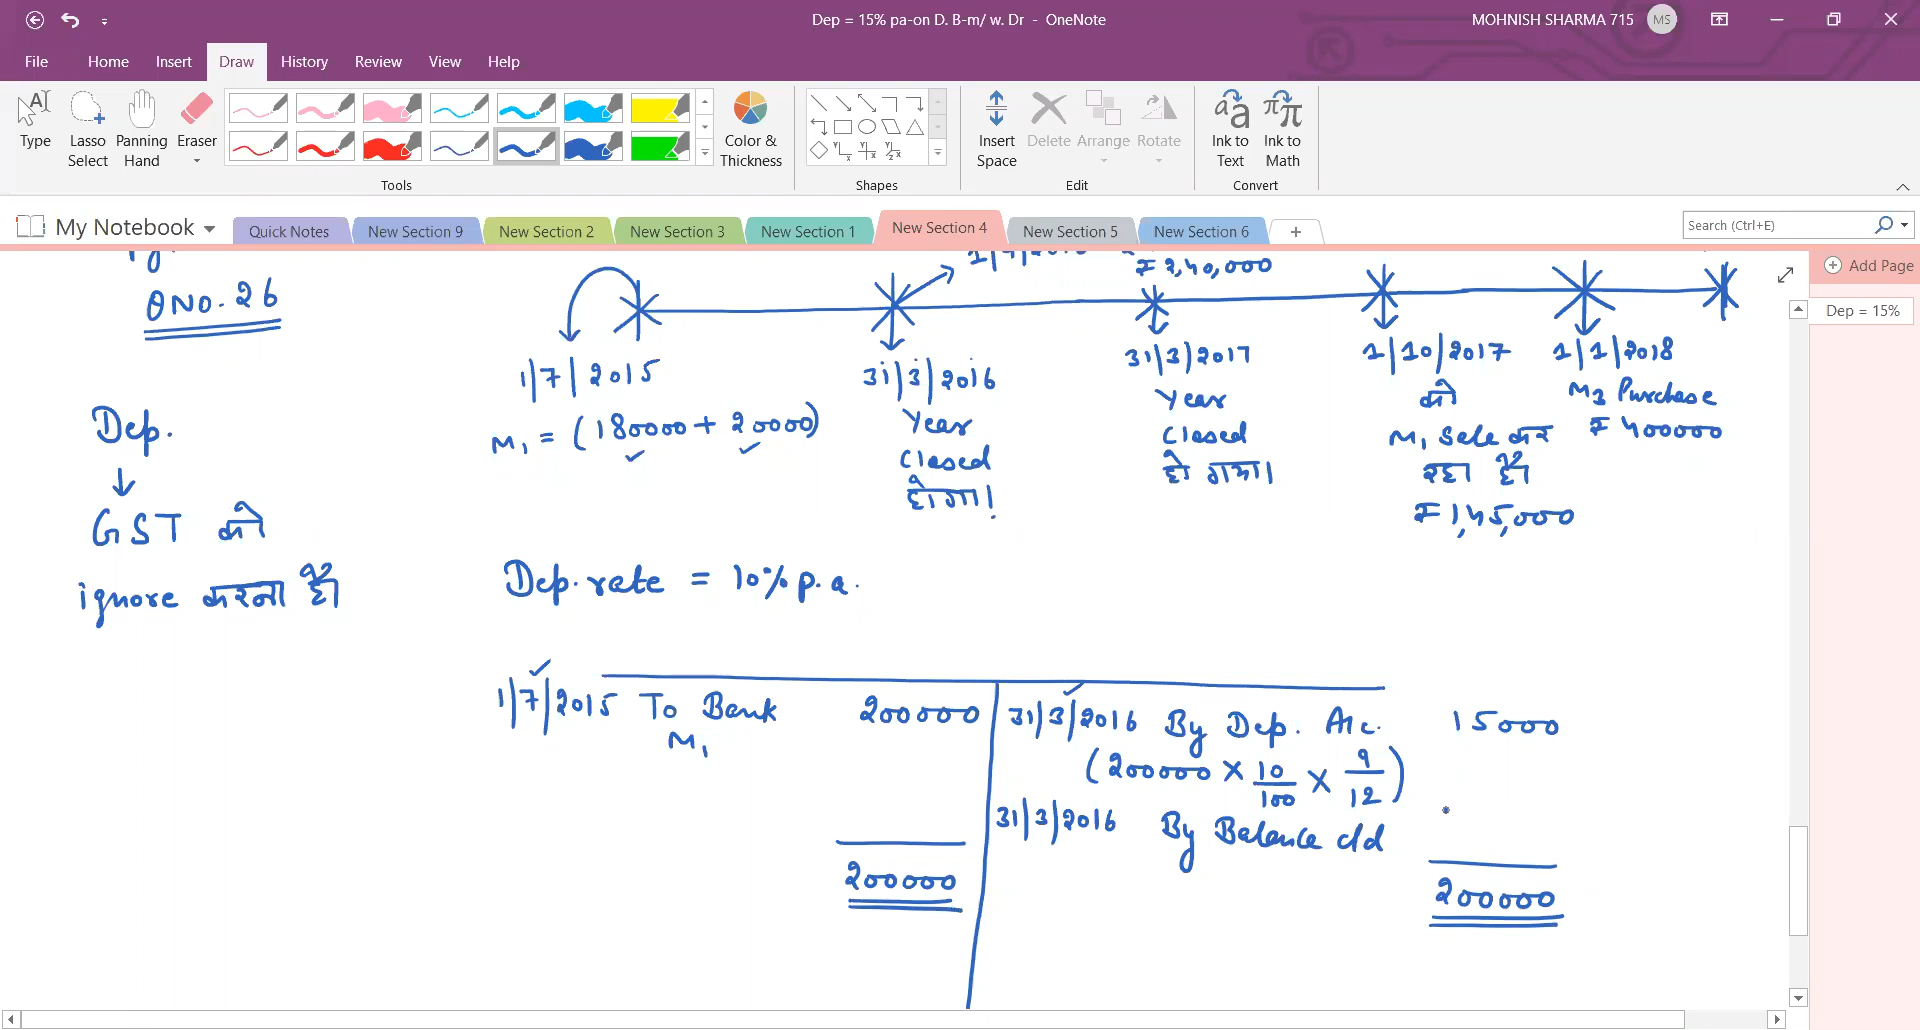 Dep = 15% pa-on D. B-m/ w. Dr - OneNote
MOHNISH SHARMA 715
MS
File Home Insert Draw History Review View Help
Type
Lasso Select
Panning Hand
Eraser
Color & Thickness
Insert Space
Delete
Arrange
Rotate
Ink to Text
Ink to Math
Tools
Shapes
Edit
Convert
My Notebook
Quick Notes
New Section 9
New Section 2
New Section 3
New Section 1
New Section 4
New Section 5
New Section 6
Search (Ctrl+E)
Add Page
Dep = 15%
QNO. 26
₹ 2,40,000
1/7/2015
M1 = (180000 + 20000)
31/3/2016
Year
Closed
होगा।
31/3/2017
Year
Closed
हो गया।
1/10/2017
को
M1 Sale कर
रहा है
₹ 1,45,000
1/1/2018
Purchase
₹ 400000
Dep.
GST को
ignore करना है।
Dep. rate = 10% p.a.
1/7/2015 To Bank 200000
M1
31/3/2016 By Dep. A/c. 15000
(200000 × 10/100 × 9/12)
31/3/2016 By Balance c/d
200000
200000